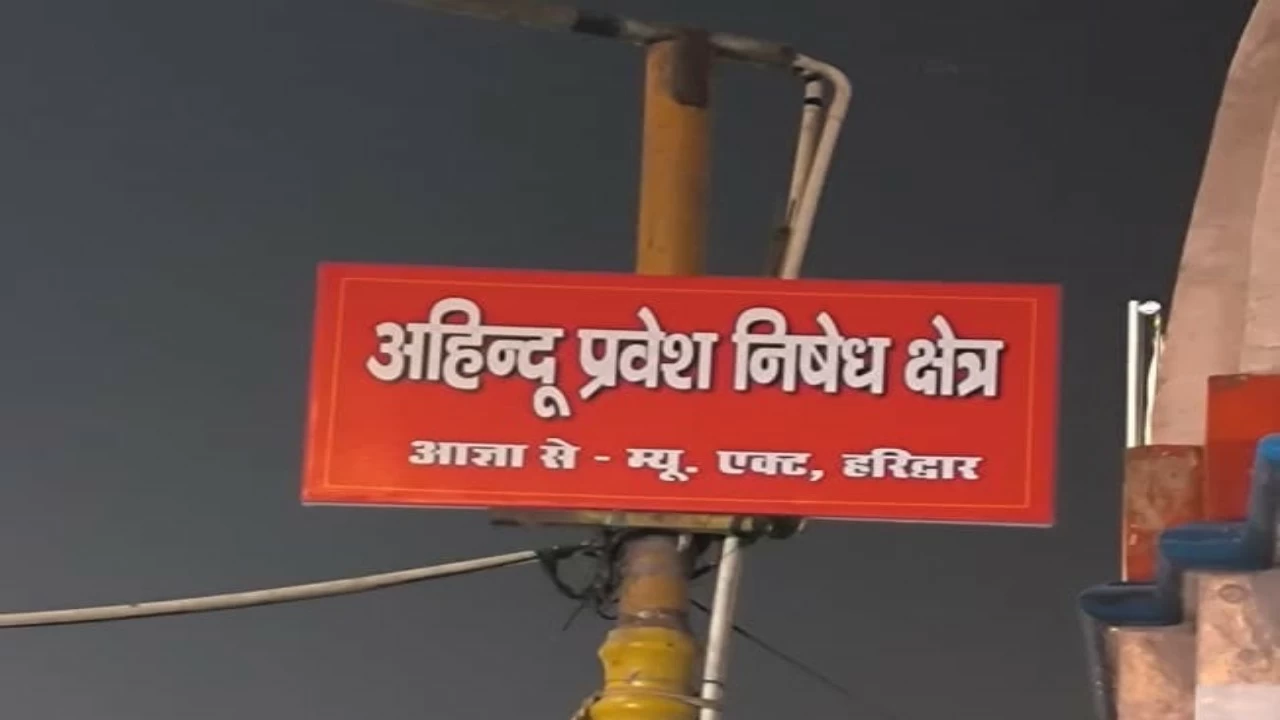 अहिन्दू प्रवेश निषेध क्षेत्र
आज्ञा से - म्यू. एक्ट, हरिद्वार